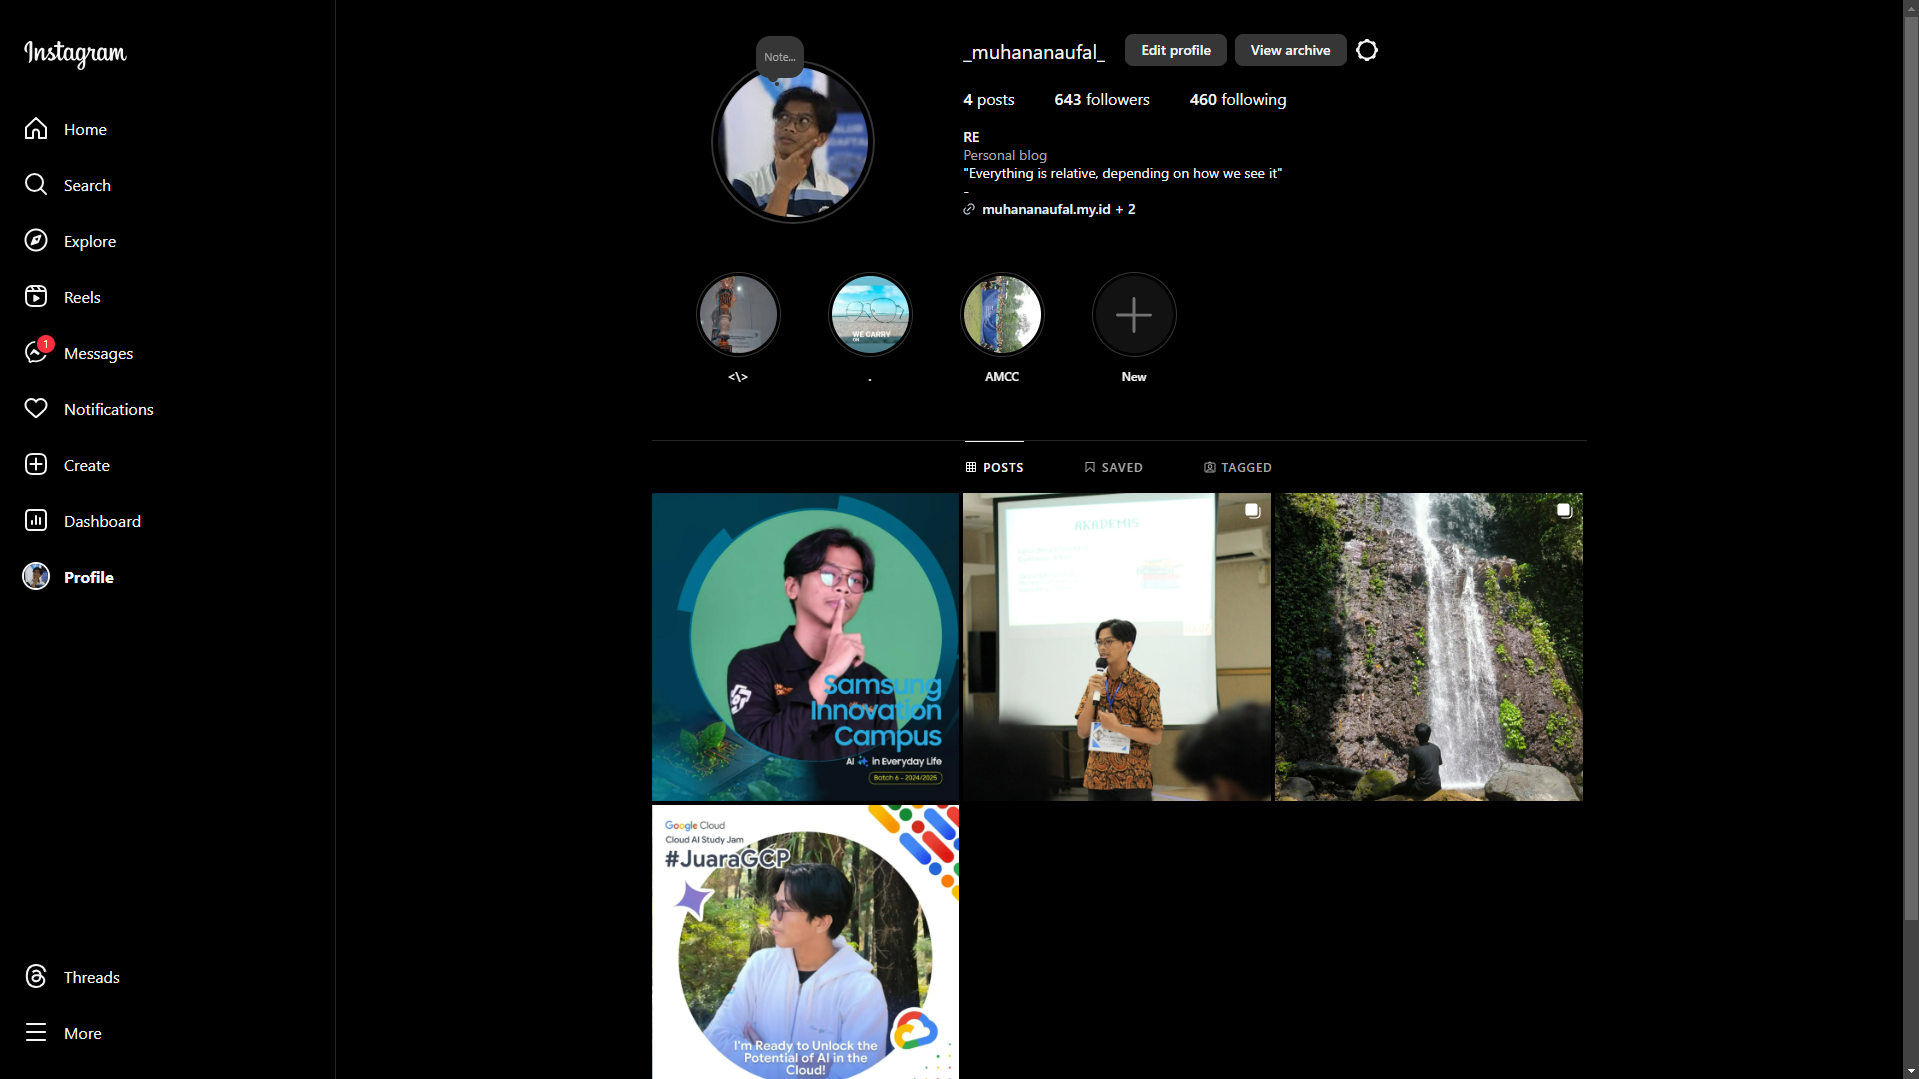 Instagram
Home
Search
Explore
Reels
1
Messages
Notifications
Create
Dashboard
Profile
Threads
More
Note...
_muhananaufal_
Edit profile
View archive
4 posts
643 followers
460 following
RE
Personal blog
"Everything is relative, depending on how we see it"
-
muhananaufal.my.id + 2
WE CARRY
<\>
.
AMCC
New
POSTS
SAVED
TAGGED
Samsung
Innovation
Campus
AI in Everyday Life
Batch 6 - 2024/2025
AKADEMIS
Google Cloud
Cloud AI Study Jam
#JuaraGCP
I'm Ready to Unlock the
Potential of AI in the
Cloud!